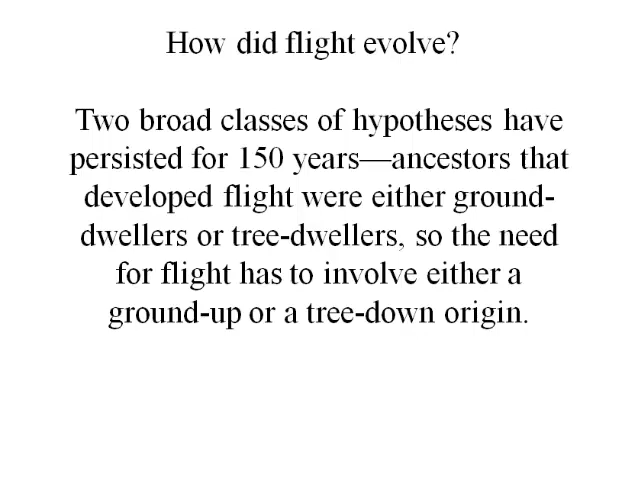 How did flight evolve?
Two broad classes of hypotheses have
persisted for 150 years—ancestors that
developed flight were either ground-
dwellers or tree-dwellers, so the need
for flight has to involve either a
ground-up or a tree-down origin.